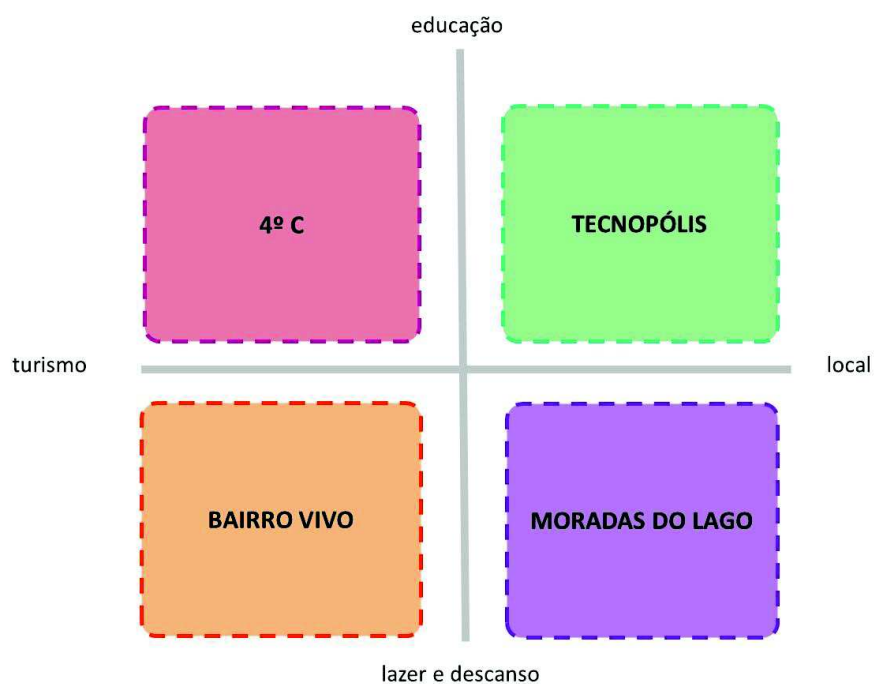 educação
4º C
TECNOPÓLIS
turismo
local
BAIRRO VIVO
MORADAS DO LAGO
lazer e descanso